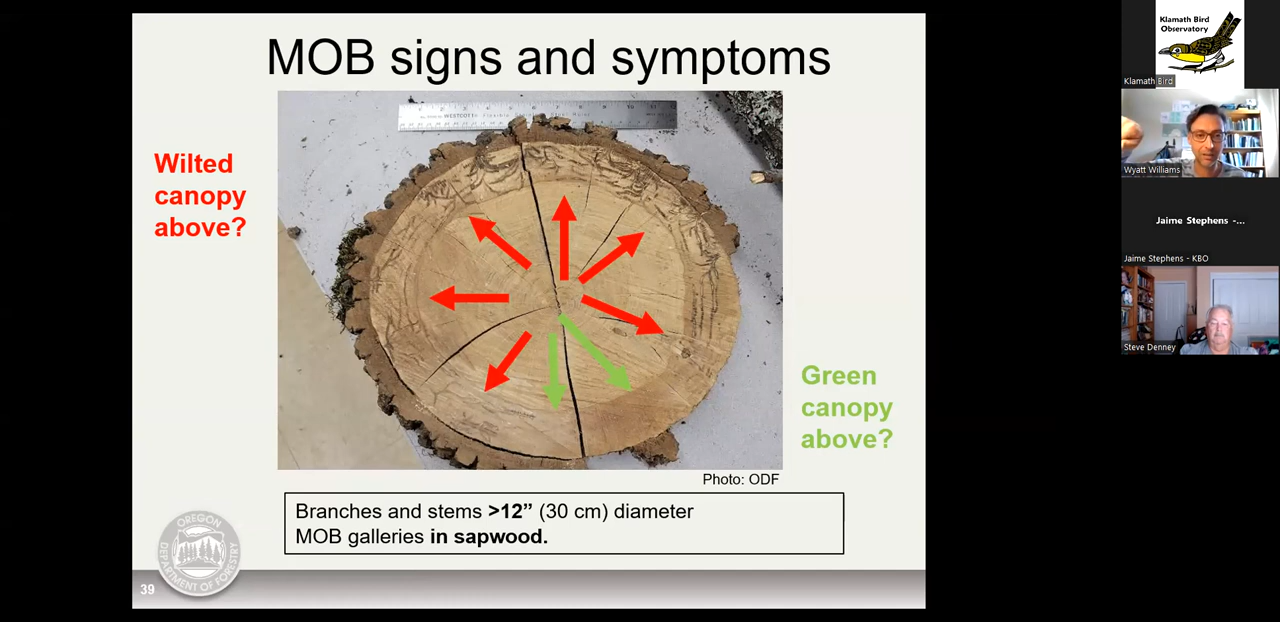 MOB signs and symptoms
Wilted
canopy
above?
WESTCOTT
Green
canopy
above?
Photo: ODF
Branches and stems >12” (30 cm) diameter
MOB galleries in sapwood.
OREGON
DEPARTMENT OF FORESTRY
39
Klamath Bird
Observatory
Klamath Bird
Wyatt Williams
Jaime Stephens -...
Jaime Stephens - KBO
Steve Denney